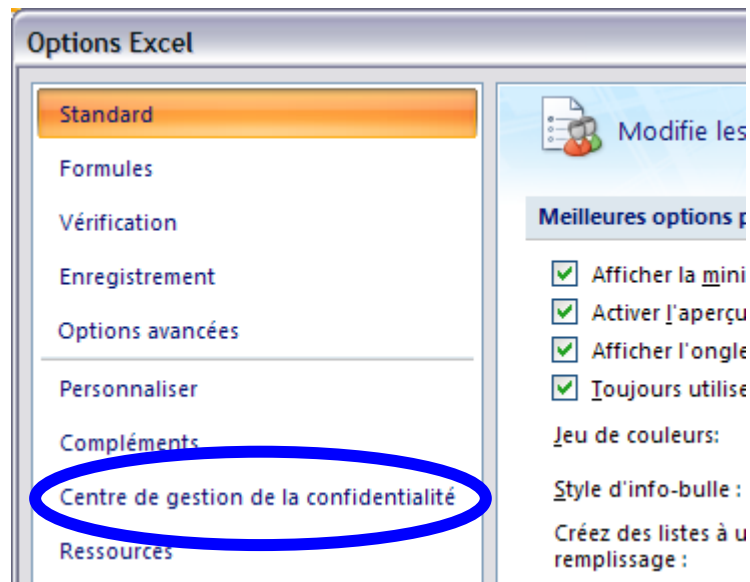 Options Excel
Standard
Formules
Vérification
Enregistrement
Options avancées
Personnaliser
Compléments
Centre de gestion de la confidentialité
Ressources
Modifie les
Meilleures options p
Afficher la mini
Activer l'aperçu
Afficher l'ongle
Toujours utilise
Jeu de couleurs:
Style d'info-bulle :
Créez des listes à u
remplissage :